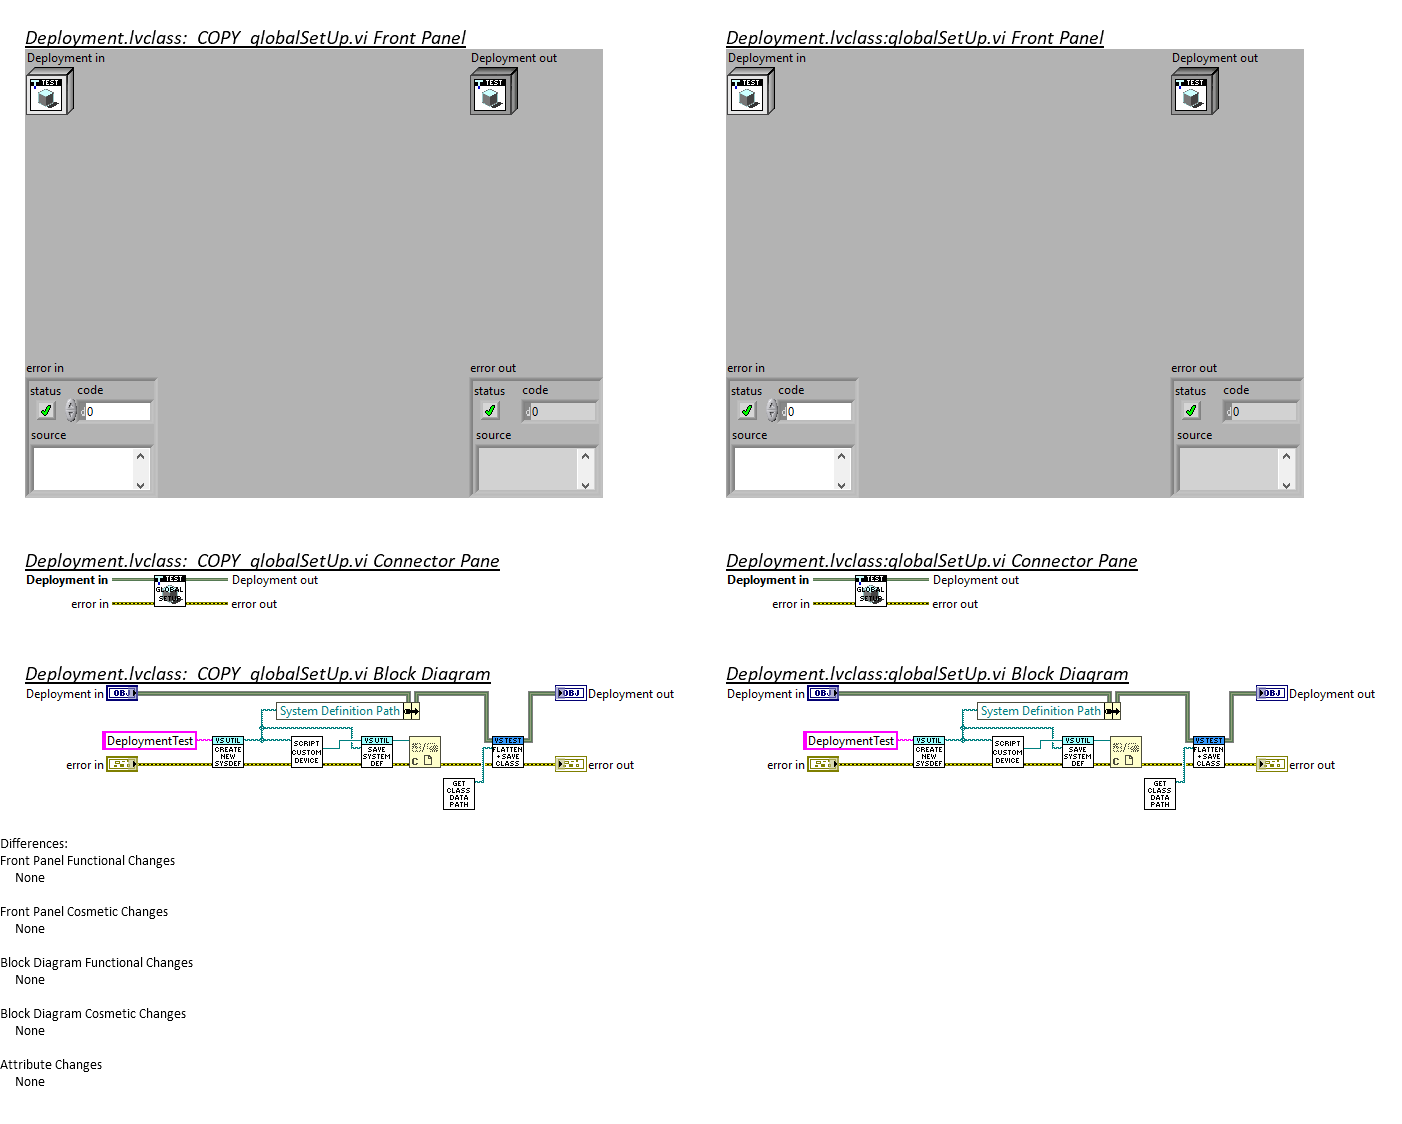 Deployment.lvclass:_COPY_globalSetUp.vi Front Panel
Deployment in
Deployment out
TEST
TEST
error in
error out
status code
status code
0
d 0
source
source
Deployment.lvclass:globalSetUp.vi Front Panel
Deployment in
Deployment out
TEST
TEST
error in
error out
status code
status code
0
d 0
source
source
Deployment.lvclass:_COPY_globalSetUp.vi Connector Pane
Deployment in
TEST
GLOBAL
SETUP
Deployment out
error in
error out
Deployment.lvclass:globalSetUp.vi Connector Pane
Deployment in
TEST
GLOBAL
SETUP
Deployment out
error in
error out
Deployment.lvclass:_COPY_globalSetUp.vi Block Diagram
Deployment in
OBJ
OBJ
Deployment out
System Definition Path
DeploymentTest
VS UTIL
CREATE
NEW
SYSDEF
SCRIPT
CUSTOM
DEVICE
VS UTIL
SAVE
SYSTEM
DEF
C
VS TEST
FLATTEN
+ SAVE
CLASS
error in
error out
GET
CLASS
DATA
PATH
Deployment.lvclass:globalSetUp.vi Block Diagram
Deployment in
OBJ
OBJ
Deployment out
System Definition Path
DeploymentTest
VS UTIL
CREATE
NEW
SYSDEF
SCRIPT
CUSTOM
DEVICE
VS UTIL
SAVE
SYSTEM
DEF
C
VS TEST
FLATTEN
+ SAVE
CLASS
error in
error out
GET
CLASS
DATA
PATH
Differences:
Front Panel Functional Changes
None
Front Panel Cosmetic Changes
None
Block Diagram Functional Changes
None
Block Diagram Cosmetic Changes
None
Attribute Changes
None